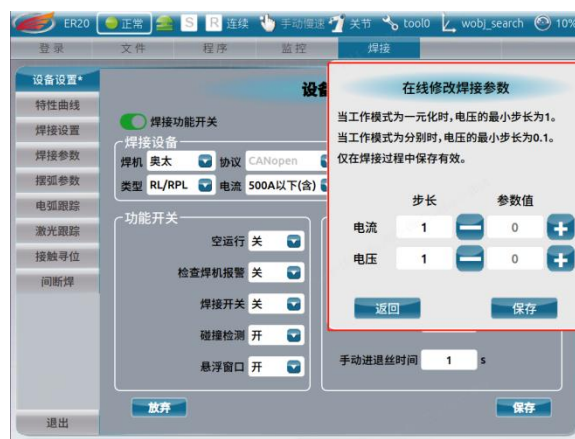 ER20 正常 S R 连续 手动慢速 关节 tool0 wobj_search 10%
登录 文件 程序 监控 焊接
设备设置*
特性曲线
焊接设置
焊接参数
摆弧参数
电弧跟踪
激光跟踪
接触寻位
间断焊
退出
设
焊接功能开关
焊接设备
焊机 奥太 协议 CANopen
类型 RL/RPL 电流 500A以下(含)
功能开关
空运行 关
检查焊机报警 关
焊接开关 关
碰撞检测 开
悬浮窗口 开
手动进退丝时间 1 s
放弃 保存
在线修改焊接参数
当工作模式为一元化时,电压的最小步长为1。
当工作模式为分别时,电压的最小步长为0.1。
仅在焊接过程中保存有效。
步长 参数值
电流 1 0
电压 1 0
返回 保存